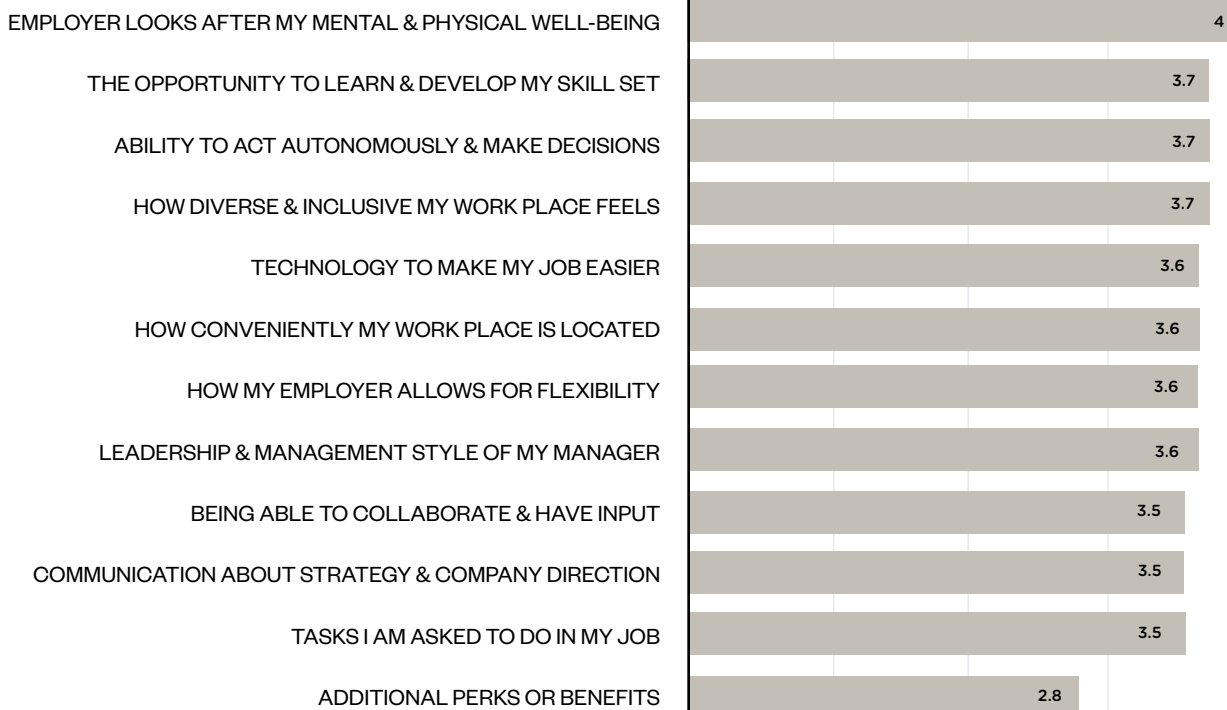 EMPLOYER LOOKS AFTER MY MENTAL & PHYSICAL WELL-BEING 4
THE OPPORTUNITY TO LEARN & DEVELOP MY SKILL SET 3.7
ABILITY TO ACT AUTONOMOUSLY & MAKE DECISIONS 3.7
HOW DIVERSE & INCLUSIVE MY WORK PLACE FEELS 3.7
TECHNOLOGY TO MAKE MY JOB EASIER 3.6
HOW CONVENIENTLY MY WORK PLACE IS LOCATED 3.6
HOW MY EMPLOYER ALLOWS FOR FLEXIBILITY 3.6
LEADERSHIP & MANAGEMENT STYLE OF MY MANAGER 3.6
BEING ABLE TO COLLABORATE & HAVE INPUT 3.5
COMMUNICATION ABOUT STRATEGY & COMPANY DIRECTION 3.5
TASKS I AM ASKED TO DO IN MY JOB 3.5
ADDITIONAL PERKS OR BENEFITS 2.8